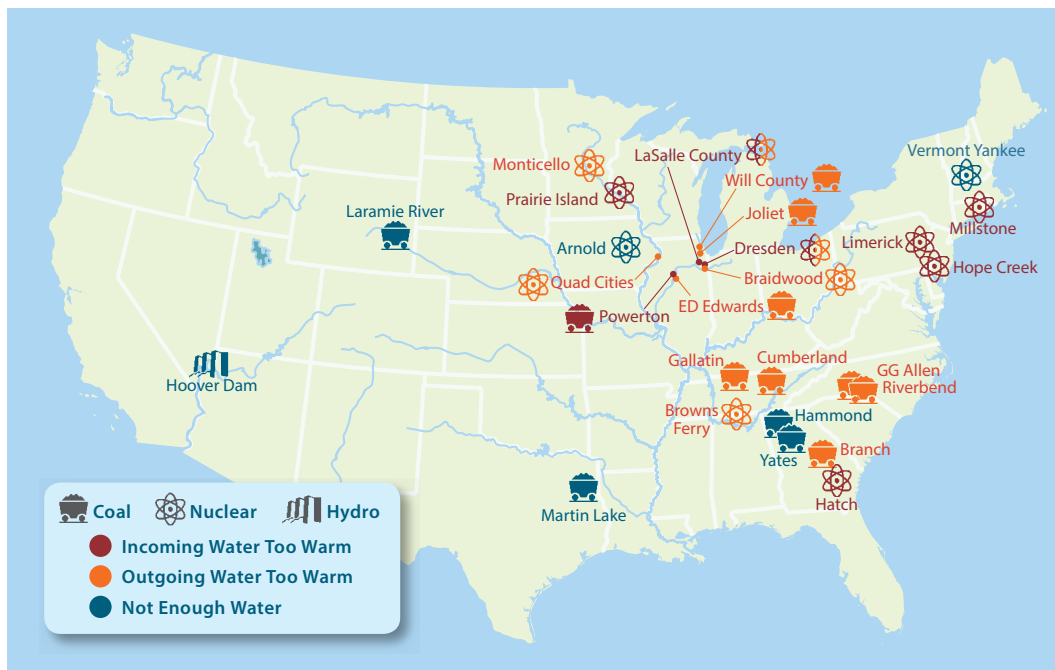 Vermont Yankee
LaSalle County
Monticello
Will County
Prairie Island
Laramie River
Joliet
Millstone
Arnold
Dresden
Limerick
Hope Creek
Quad Cities
Braidwood
ED Edwards
Powerton
Gallatin
Cumberland
GG Allen
Riverbend
Hoover Dam
Browns
Ferry
Hammond
Yates
Branch
Hatch
Martin Lake
Coal
Nuclear
Hydro
Incoming Water Too Warm
Outgoing Water Too Warm
Not Enough Water